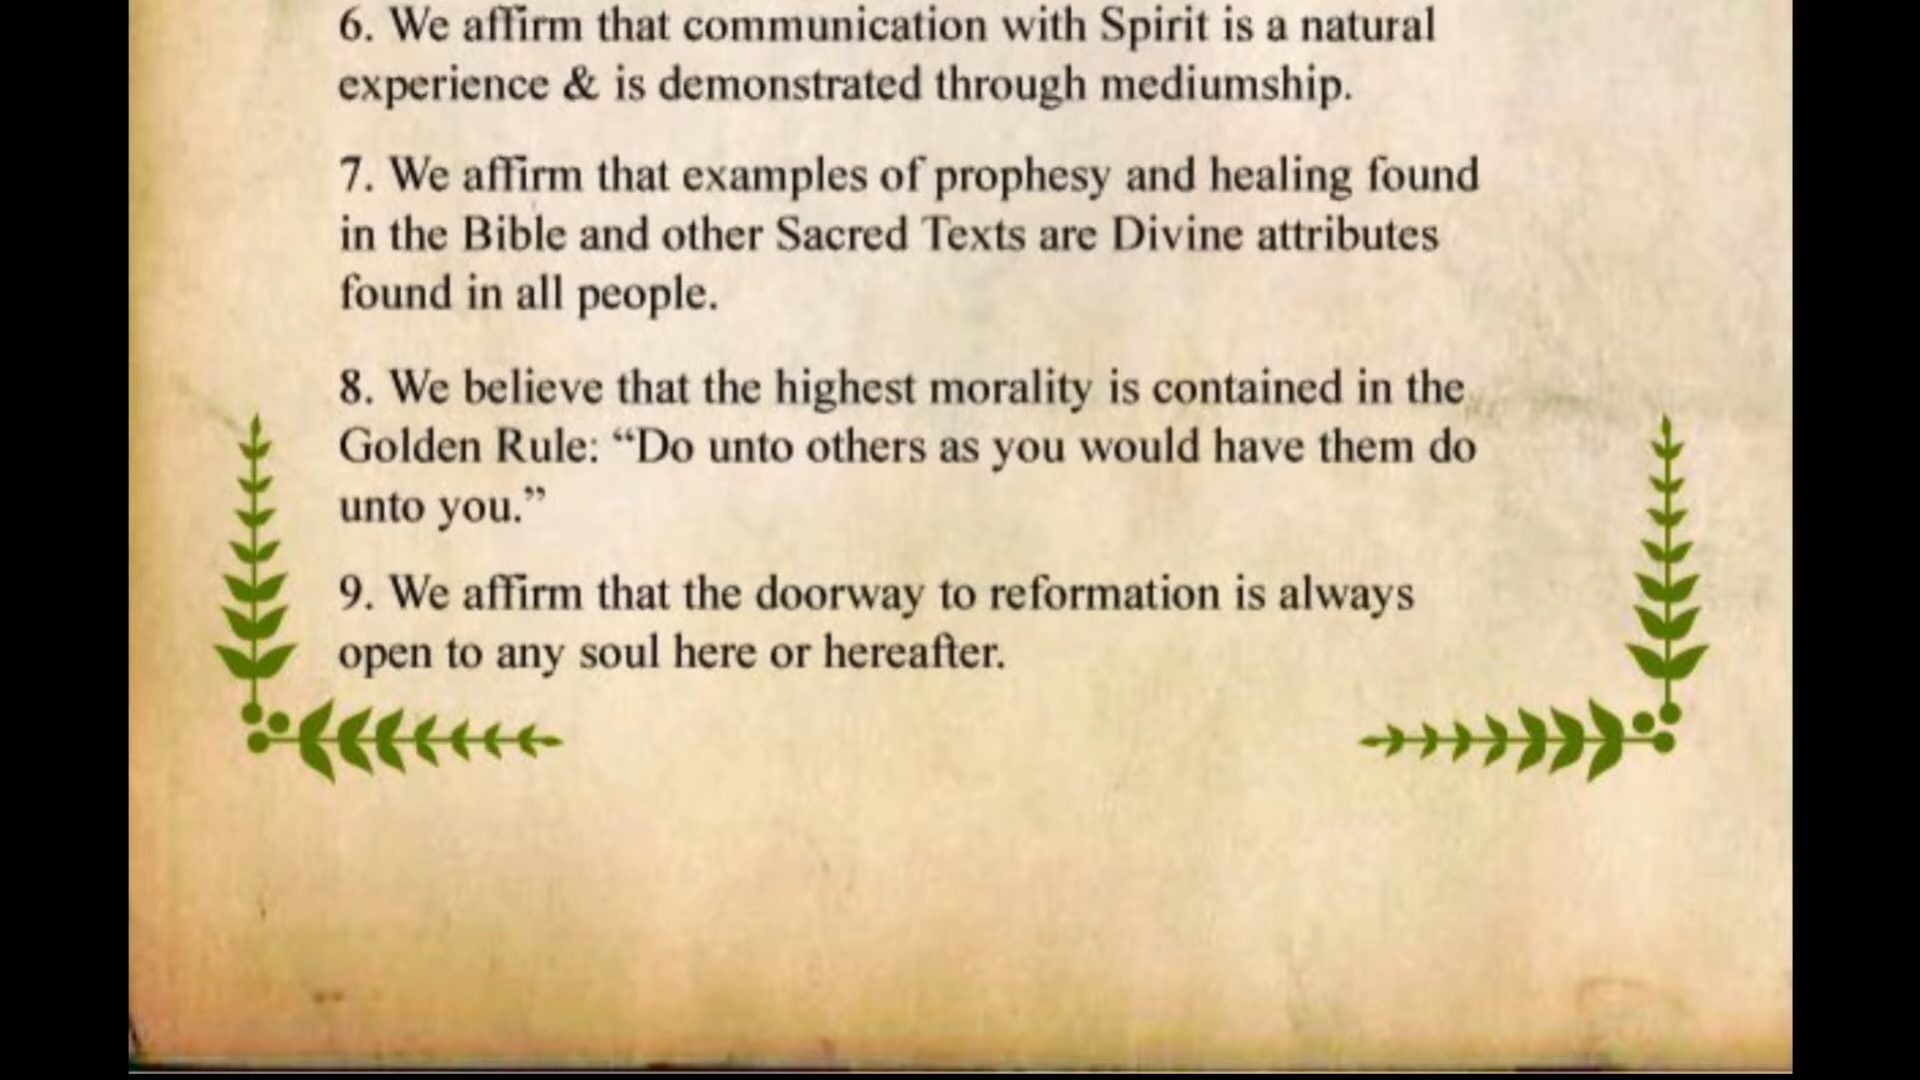 6. We affirm that communication with Spirit is a natural
experience & is demonstrated through mediumship.
7. We affirm that examples of prophesy and healing found
in the Bible and other Sacred Texts are Divine attributes
found in all people.
8. We believe that the highest morality is contained in the
Golden Rule: “Do unto others as you would have them do
unto you.”
9. We affirm that the doorway to reformation is always
open to any soul here or hereafter.